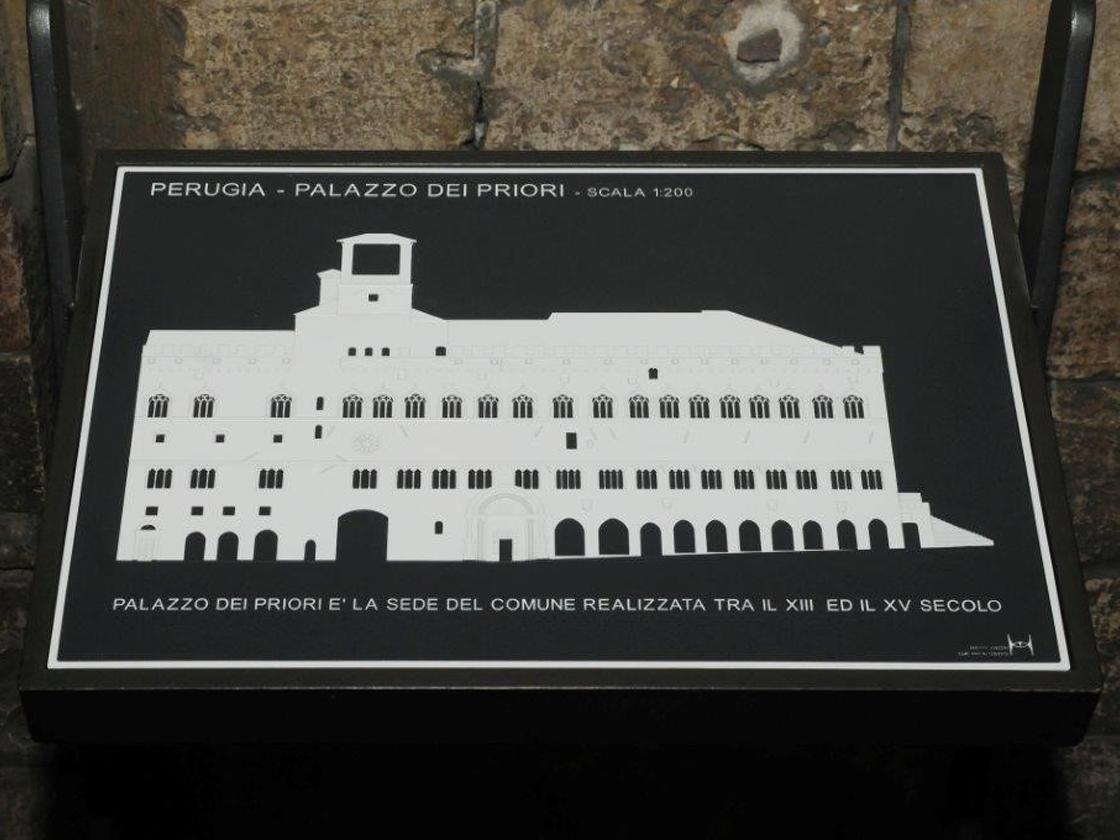 PERUGIA - PALAZZO DEI PRIORI - SCALA 1:200
PALAZZO DEI PRIORI E' LA SEDE DEL COMUNE REALIZZATA TRA IL XIII ED IL XV SECOLO